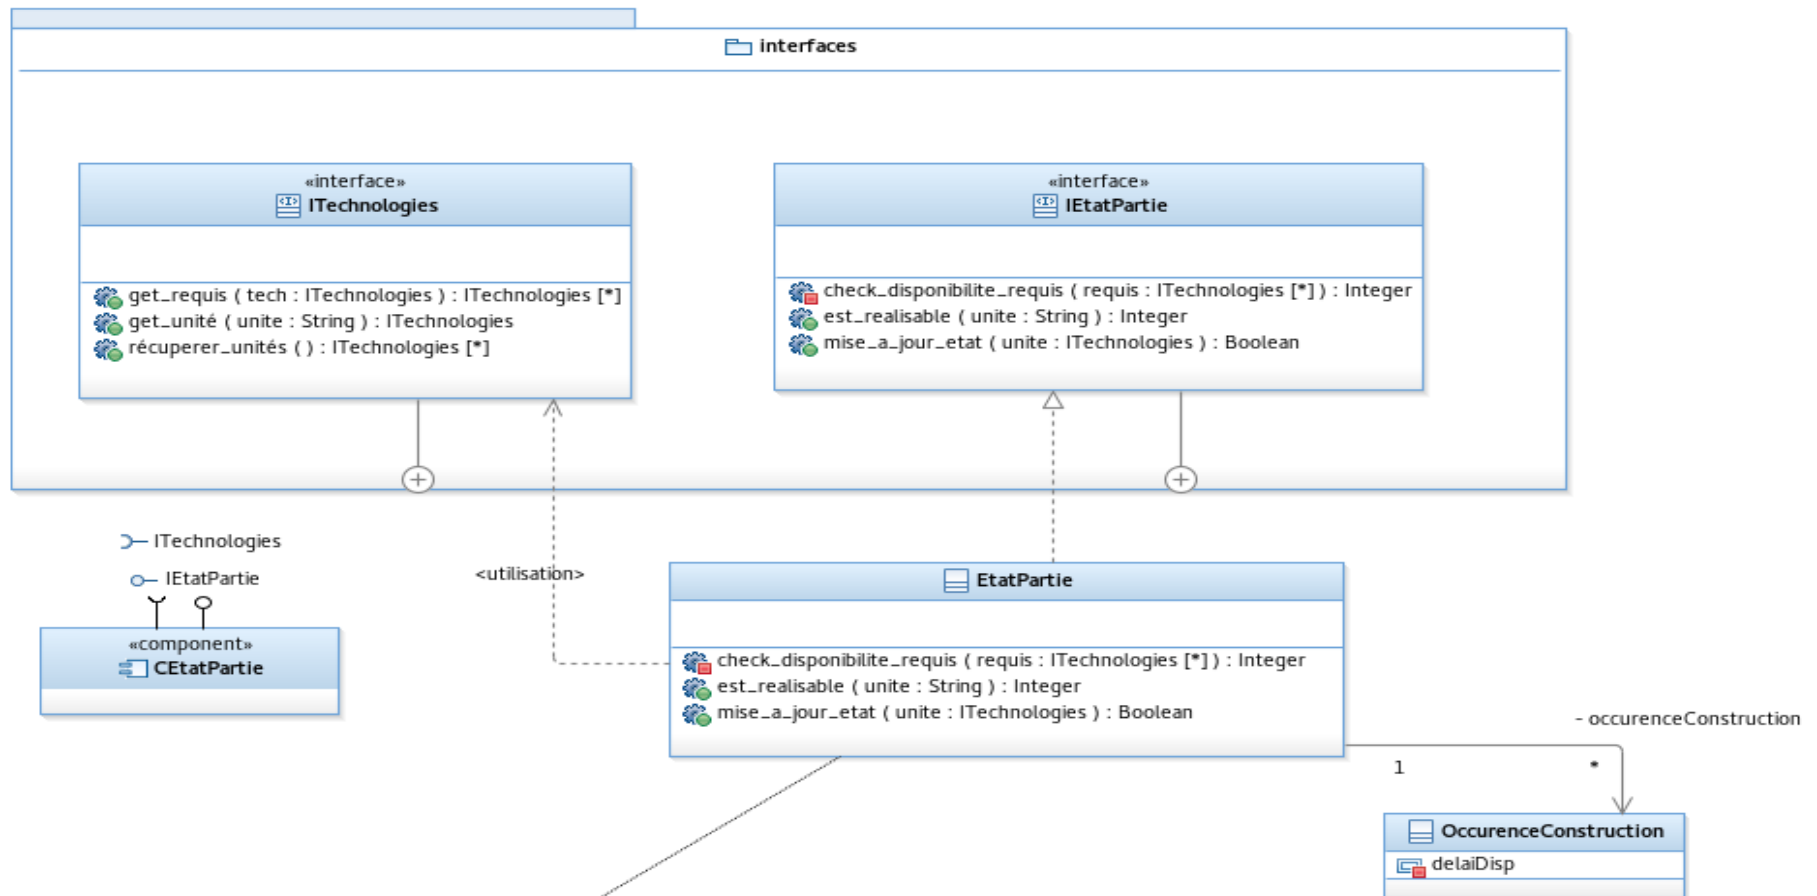 interfaces
«interface»
ITechnologies
get_requis ( tech : ITechnologies ) : ITechnologies [*]
get_unité ( unite : String ) : ITechnologies
récuperer_unités ( ) : ITechnologies [*]
«interface»
IEtatPartie
check_disponibilite_requis ( requis : ITechnologies [*] ) : Integer
est_realisable ( unite : String ) : Integer
mise_a_jour_etat ( unite : ITechnologies ) : Boolean
ITechnologies
IEtatPartie
«component»
CEtatPartie
<utilisation>
EtatPartie
check_disponibilite_requis ( requis : ITechnologies [*] ) : Integer
est_realisable ( unite : String ) : Integer
mise_a_jour_etat ( unite : ITechnologies ) : Boolean
- occurenceConstruction
1
*
OccurenceConstruction
delaiDisp